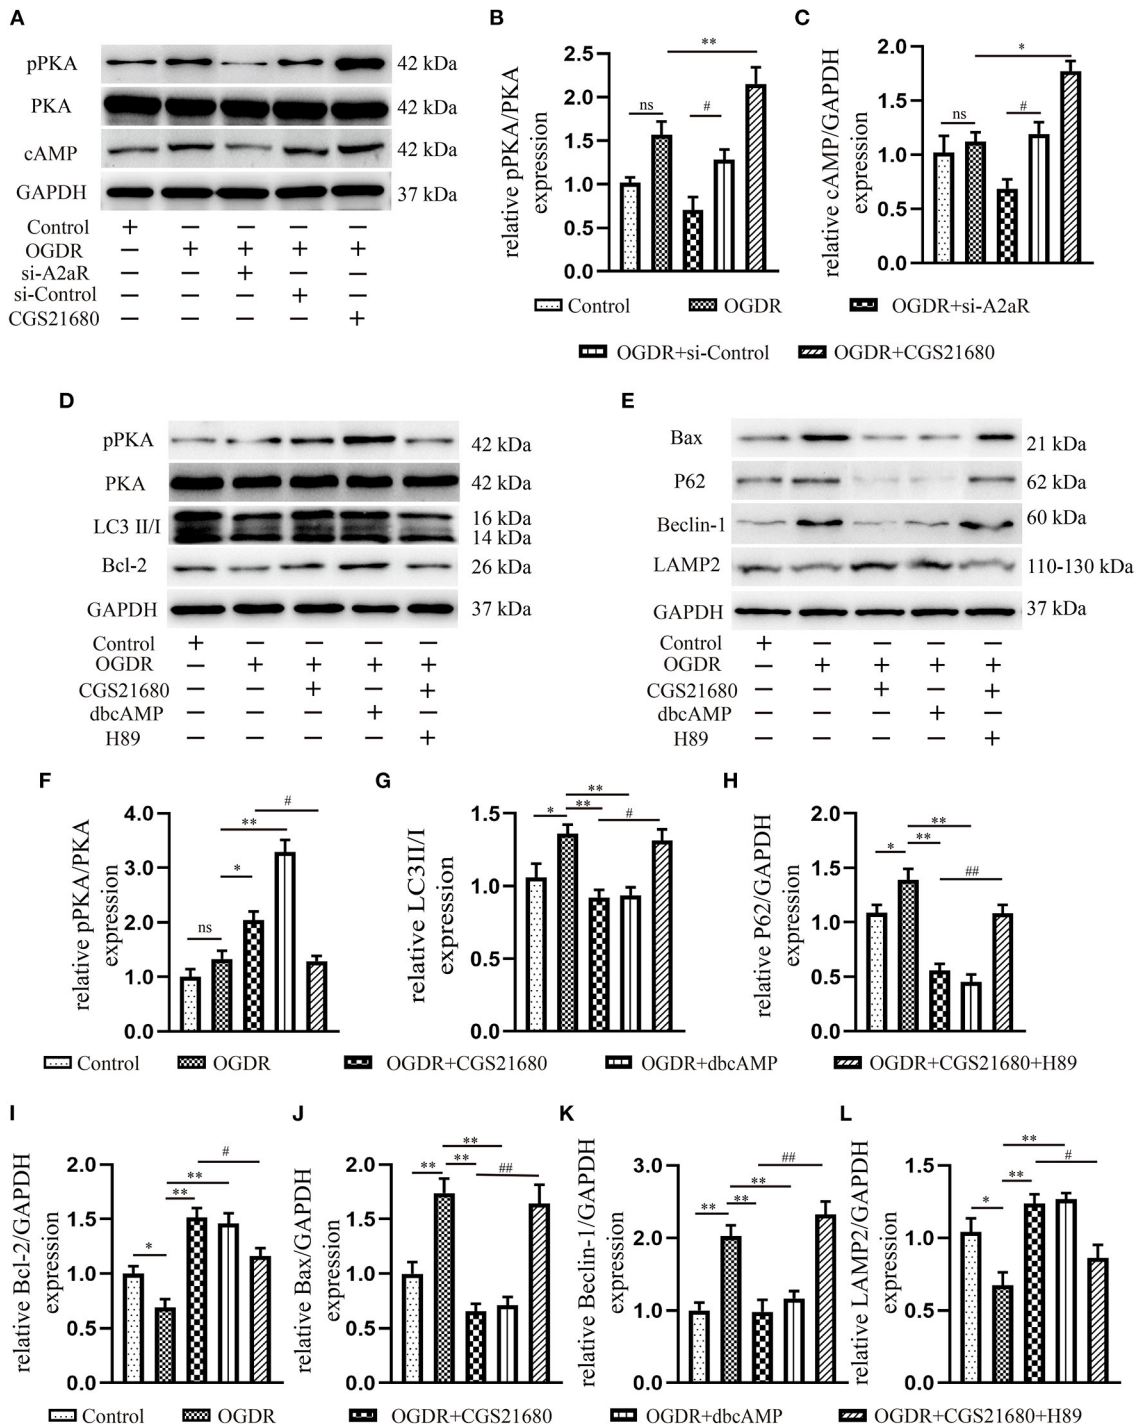 A
pPKA 42 kDa
PKA 42 kDa
cAMP 42 kDa
GAPDH 37 kDa
Control + − − − −
OGDR − + + + +
si-A2aR − − + − −
si-Control − − − + −
CGS21680 − − − − +
B
relative pPKA/PKA
expression
2.5
2.0
1.5
1.0
0.5
0.0
ns
#
**
C
relative cAMP/GAPDH
expression
2.0
1.5
1.0
0.5
0.0
ns
#
*
Control OGDR OGDR+si-A2aR
OGDR+si-Control OGDR+CGS21680
D
pPKA 42 kDa
PKA 42 kDa
LC3 II/I 16 kDa
14 kDa
Bcl-2 26 kDa
GAPDH 37 kDa
Control + − − − −
OGDR − + + + +
CGS21680 − − + − +
dbcAMP − − − + −
H89 − − − − +
E
Bax 21 kDa
P62 62 kDa
Beclin-1 60 kDa
LAMP2 110-130 kDa
GAPDH 37 kDa
Control + − − − −
OGDR − + + + +
CGS21680 − − + − +
dbcAMP − − − + −
H89 − − − − +
F
relative pPKA/PKA
expression
4.0
3.0
2.0
1.0
0.0
ns
*
**
#
G
relative LC3II/I
expression
1.5
1.0
0.5
0.0
*
**
**
#
H
relative P62/GAPDH
expression
2.0
1.5
1.0
0.5
0.0
*
**
**
##
Control OGDR OGDR+CGS21680 OGDR+dbcAMP OGDR+CGS21680+H89
I
relative Bcl-2/GAPDH
expression
2.0
1.5
1.0
0.5
0.0
*
**
**
#
J
relative Bax/GAPDH
expression
2.0
1.5
1.0
0.5
0.0
**
**
**
##
K
relative Beclin-1/GAPDH
expression
3.0
2.0
1.0
0.0
**
**
**
##
L
relative LAMP2/GAPDH
expression
1.5
1.0
0.5
0.0
*
**
**
#
Control OGDR OGDR+CGS21680 OGDR+dbcAMP OGDR+CGS21680+H89